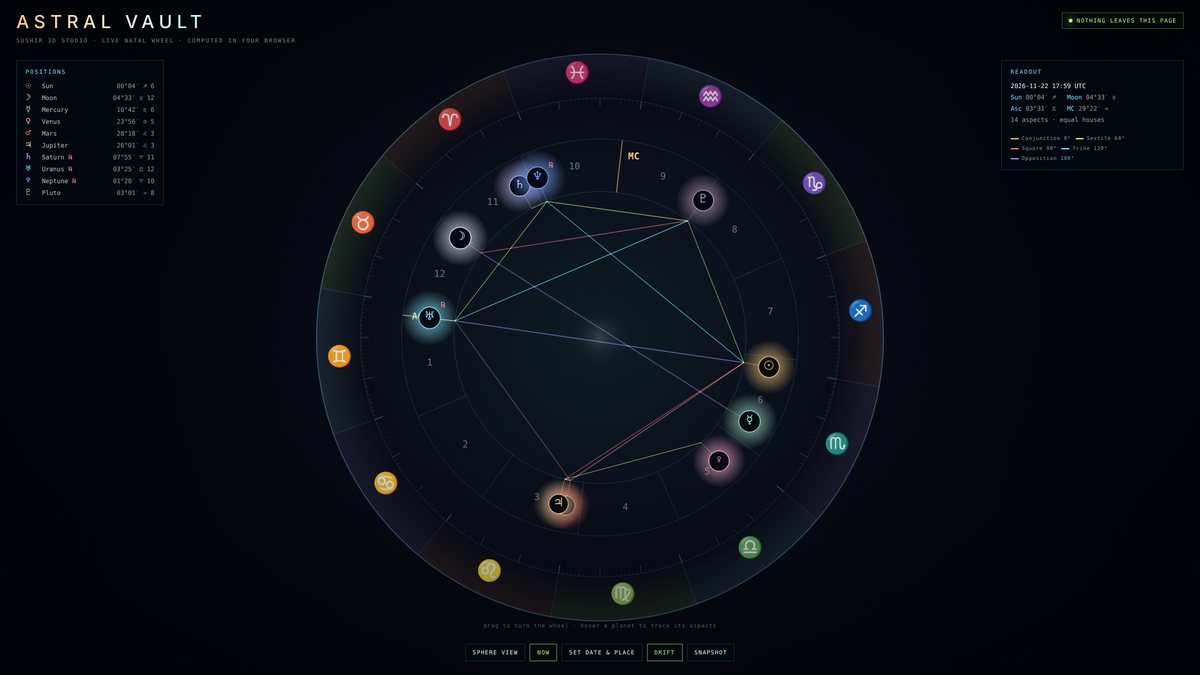 ASTRAL VAULT
SUSHIR 3D STUDIO · LIVE NATAL WHEEL · COMPUTED IN YOUR BROWSER
NOTHING LEAVES THIS PAGE
POSITIONS
☉ Sun 00°04′ ♐ 6
☽ Moon 04°33′ ♉ 12
☿ Mercury 10°42′ ♏ 6
♀ Venus 23°56′ ♎ 5
♂ Mars 28°18′ ♌ 3
♃ Jupiter 26°01′ ♌ 3
♄ Saturn ℞ 07°55′ ♈ 11
♅ Uranus ℞ 03°25′ ♊ 12
♆ Neptune ℞ 01°20′ ♈ 10
♇ Pluto 03°01′ ♒ 8
READOUT
2026-11-22 17:59 UTC
Sun 00°04′ ♐ Moon 04°33′ ♉
Asc 03°31′ ♊ MC 29°22′ ♒
14 aspects · equal houses
Conjunction 0° Sextile 60°
Square 90° Trine 120°
Opposition 180°
MC
10
9
11
8
12
7
1
6
2
5
3
4
drag to turn the wheel · hover a planet to trace its aspects
SPHERE VIEW
NOW
SET DATE & PLACE
DRIFT
SNAPSHOT